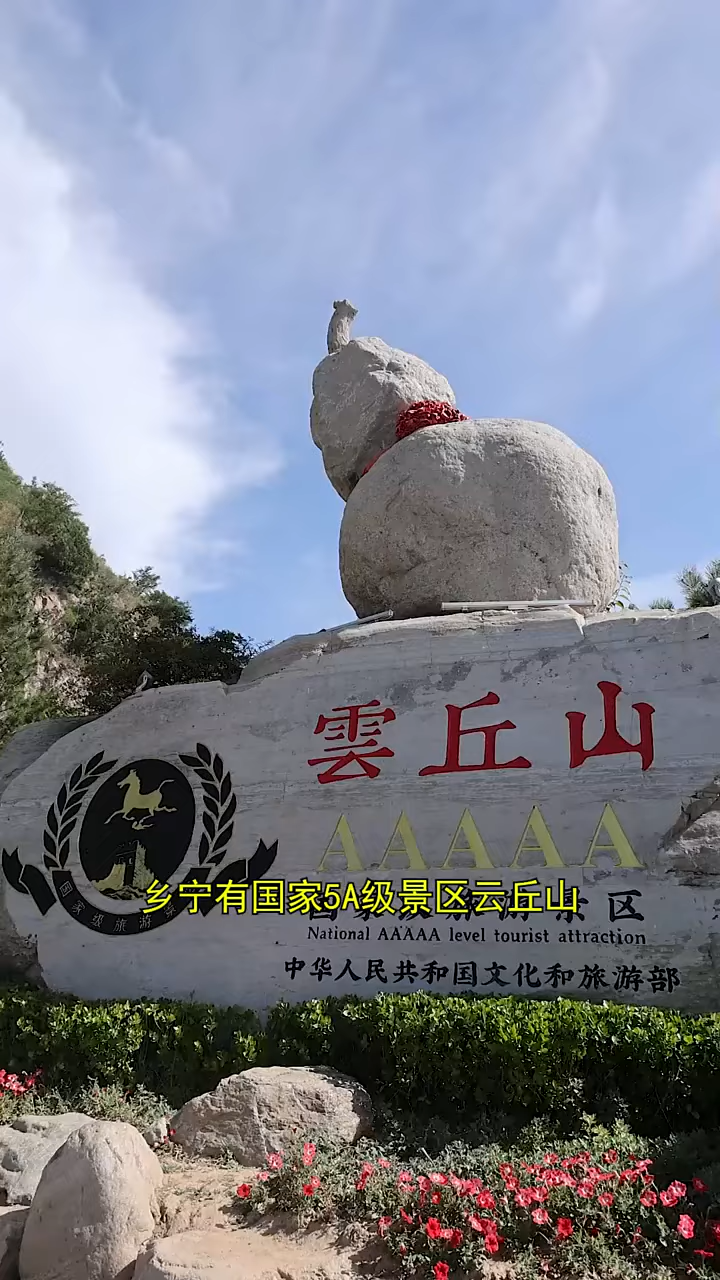 雲丘山
AAAAA
乡宁有国家5A级景区云丘山
National AAAAA level tourist attraction
中华人民共和国文化和旅游部